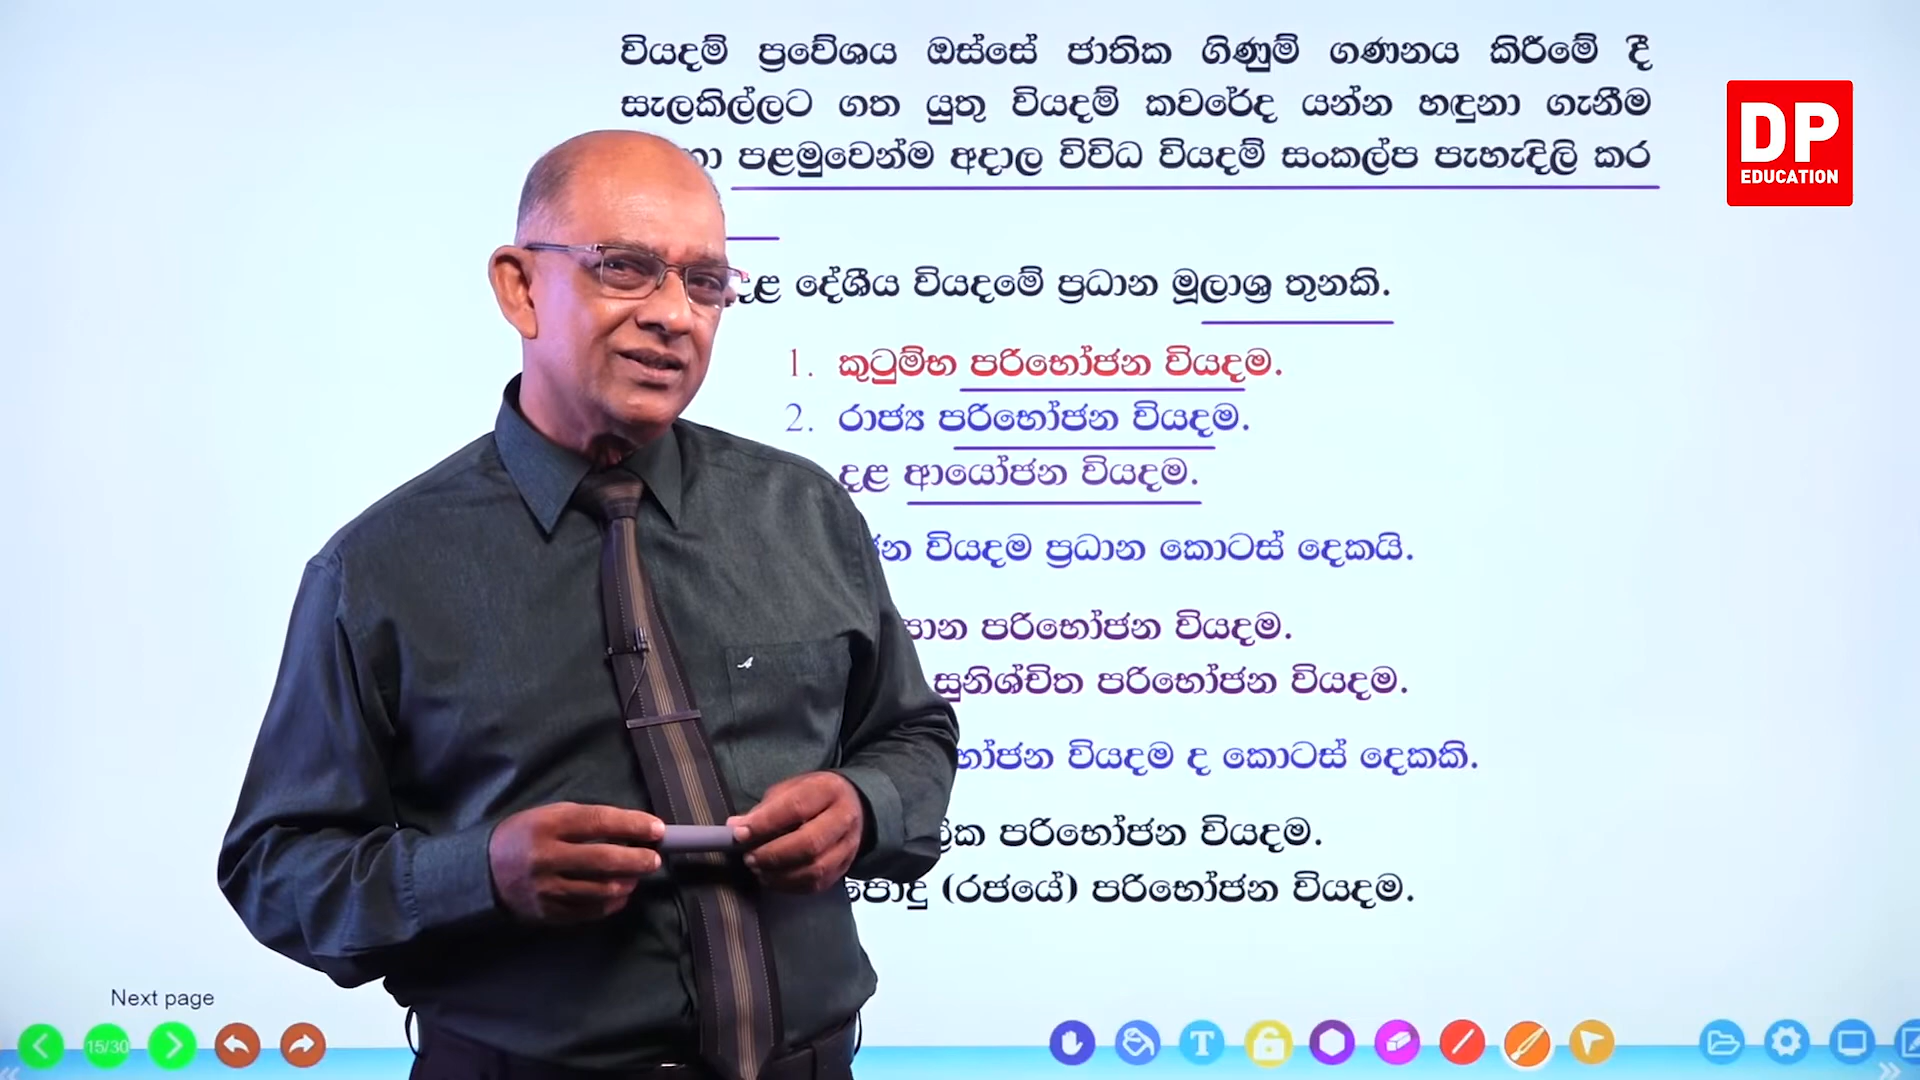 වියදම් ප්‍රවේශය ඔස්සේ ජාතික ගිණුම් ගණනය කිරීමේ දී
සැලකිල්ලට ගත යුතු වියදම් කවරේද යන්න හඳුනා ගැනීම
පළමුවෙන්ම අදාල විවිධ වියදම් සංකල්ප පැහැදිලි කර
DP
EDUCATION
දේශීය වියදමේ ප්‍රධාන මූලාශ්‍ර තුනකි.
1. කුටුම්භ පරිභෝජන වියදම.
2. රාජ්‍ය පරිභෝජන වියදම.
දළ ආයෝජන වියදම.
වියදම ප්‍රධාන කොටස් දෙකයි.
පරිභෝජන වියදම.
සුනිශ්චිත පරිභෝජන වියදම.
වියදම ද කොටස් දෙකකි.
පරිභෝජන වියදම.
පොදු (රජයේ) පරිභෝජන වියදම.
Next page
15/30